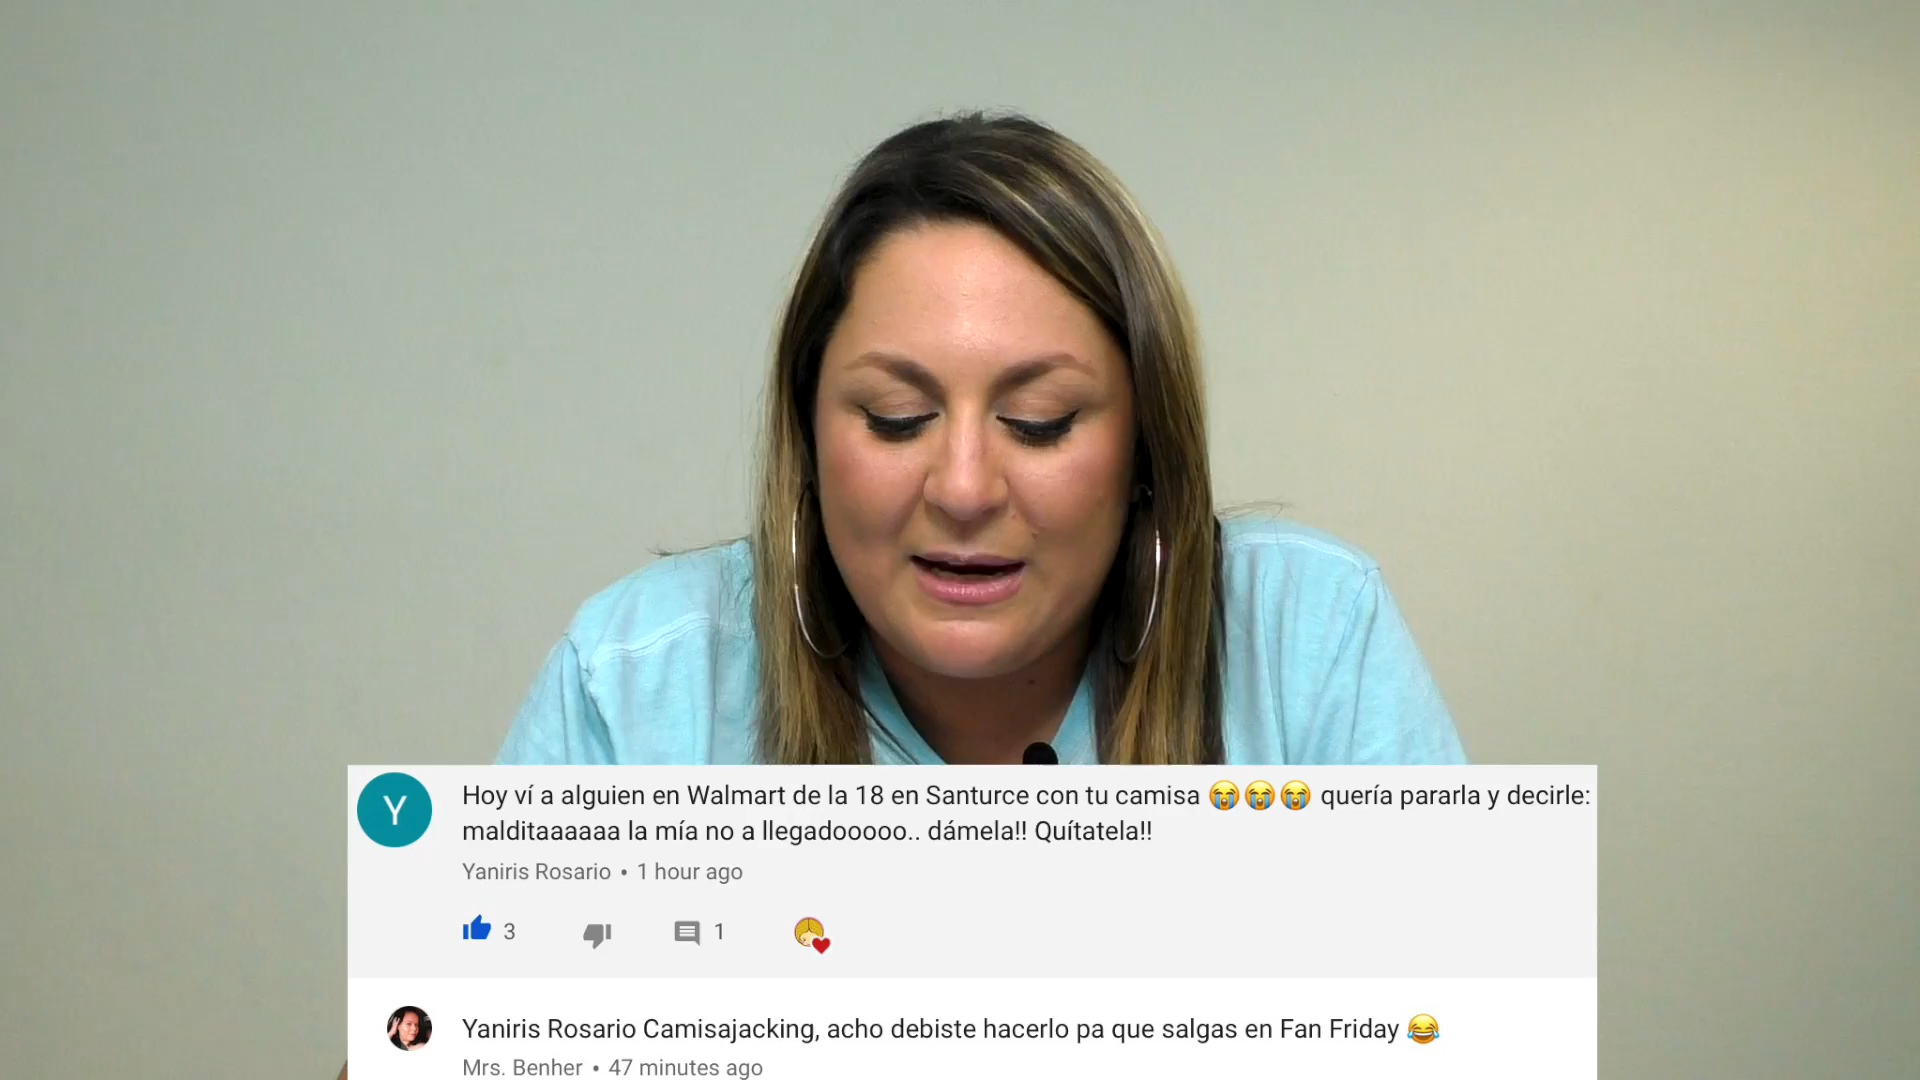 Y
Hoy ví a alguien en Walmart de la 18 en Santurce con tu camisa 😭😭😭 quería pararla y decirle:
malditaaaaaa la mía no a llegadooooo.. dámela!! Quítatela!!
Yaniris Rosario • 1 hour ago
3 1
Yaniris Rosario Camisajacking, acho debiste hacerlo pa que salgas en Fan Friday 😂
Mrs. Benher • 47 minutes ago